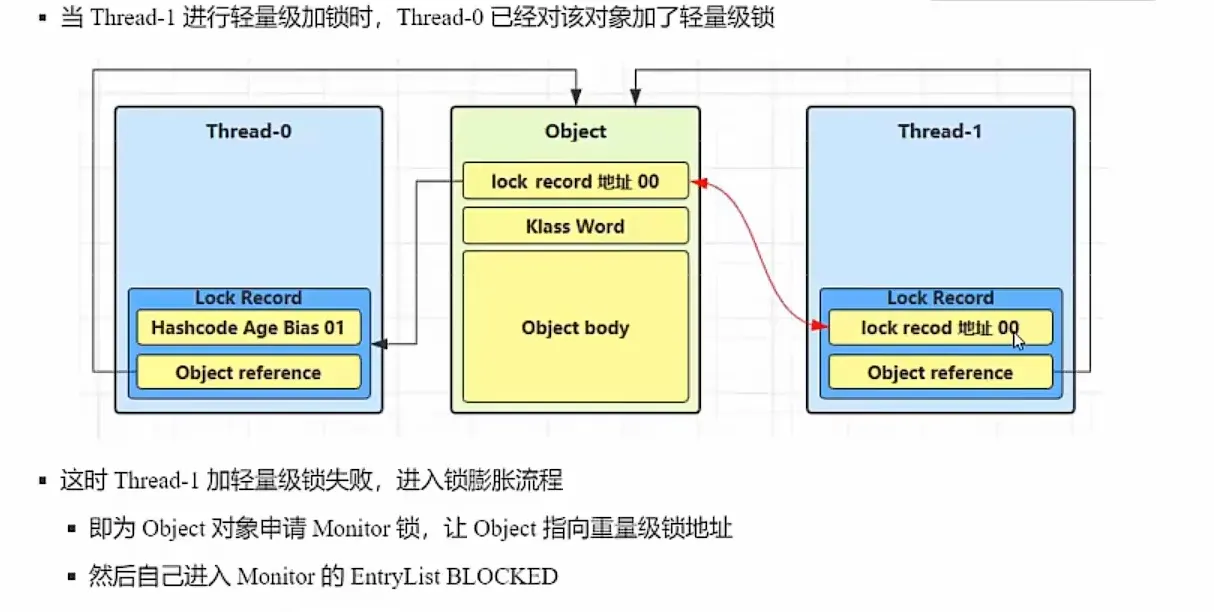 当 Thread-1 进行轻量级加锁时，Thread-0 已经对该对象加了轻量级锁
Thread-0
Object
Thread-1
lock record 地址 00
Klass Word
Object body
Lock Record
Hashcode Age Bias 01
Object reference
Lock Record
lock recod 地址 00
Object reference
这时 Thread-1 加轻量级锁失败，进入锁膨胀流程
即为 Object 对象申请 Monitor 锁，让 Object 指向重量级锁地址
然后自己进入 Monitor 的 EntryList BLOCKED